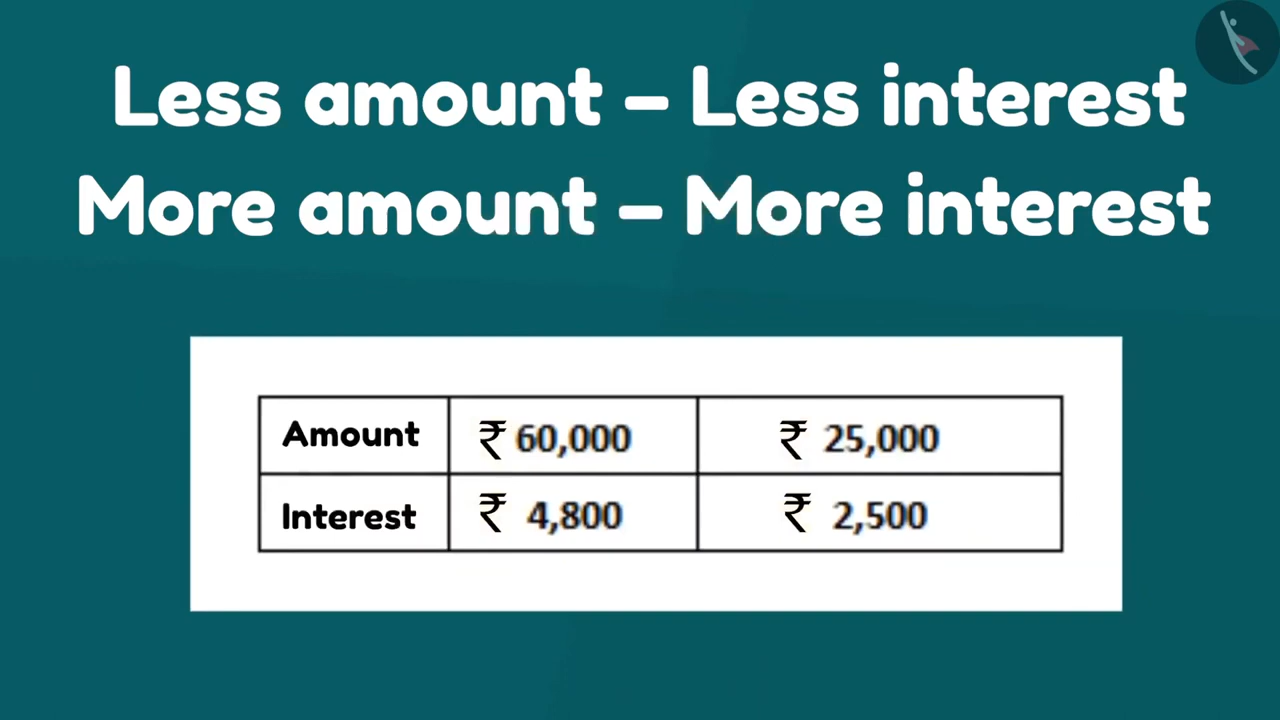 Less amount – Less interest
More amount – More interest
Amount ₹ 60,000 ₹ 25,000
Interest ₹ 4,800 ₹ 2,500